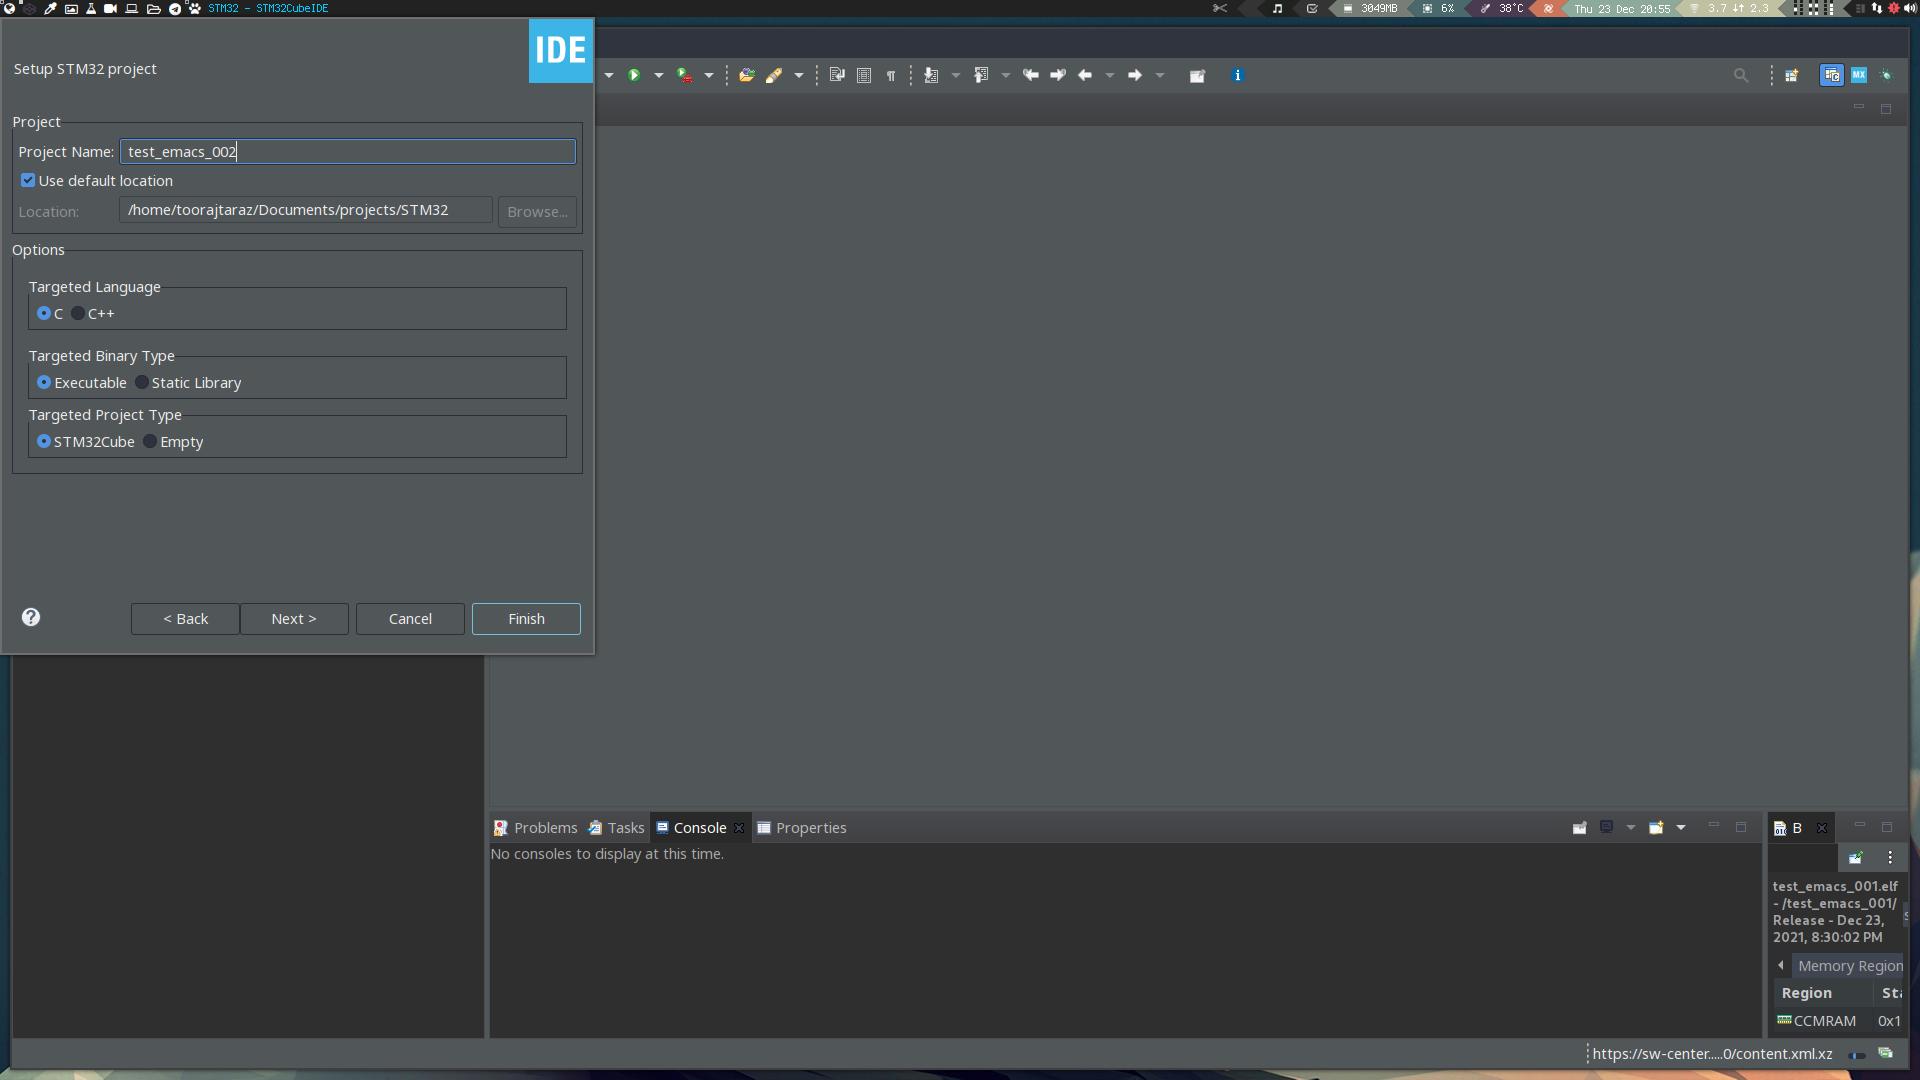 STM32 - STM32CubeIDE
3049MB
6%
38°C
Thu 23 Dec 20:55
3.7 ↓↑ 2.3
IDE
Setup STM32 project
MX
Project
Project Name: test_emacs_002
Use default location
Location: /home/toorajtaraz/Documents/projects/STM32 Browse...
Options
Targeted Language
C C++
Targeted Binary Type
Executable Static Library
Targeted Project Type
STM32Cube Empty
< Back Next > Cancel Finish
Problems Tasks Console Properties
No consoles to display at this time.
B
test_emacs_001.elf
- /test_emacs_001/
Release - Dec 23,
2021, 8:30:02 PM
Memory Region
Region Sta
CCMRAM 0x1
https://sw-center.....0/content.xml.xz